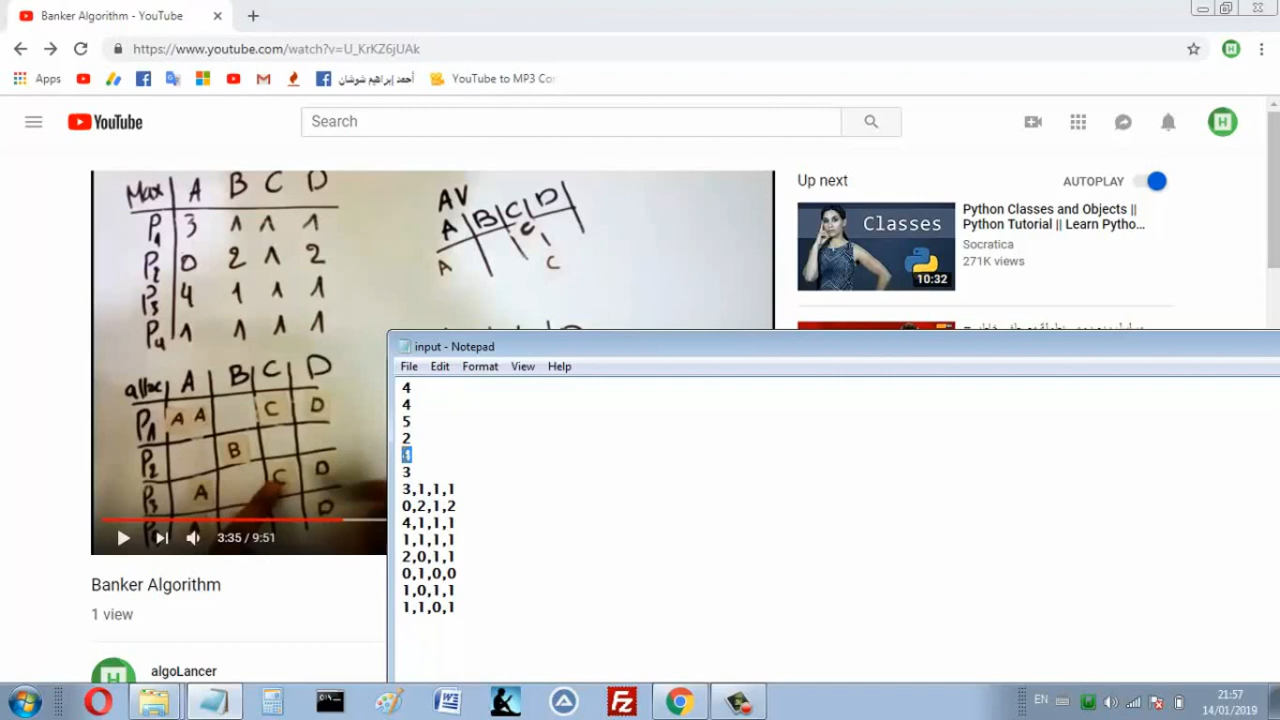 Banker Algorithm - YouTube
https://www.youtube.com/watch?v=U_KrKZ6jUAk
Apps
أحمد إبراهيم شوشان
YouTube to MP3 Con
YouTube
Search
H
Max A B C D
P1 3 1 1 1
P2 0 2 1 2
P3 4 1 1 1
P4 1 1 1 1
AV
A B C D
C
A C
alloc A B C D
P1 A A C D
P2 B
P3 A C D
D
3:35 / 9:51
Up next
AUTOPLAY
Classes
10:32
Python Classes and Objects ||
Python Tutorial || Learn Pytho...
Socratica
271K views
Banker Algorithm
1 view
H
algoLancer
input - Notepad
File Edit Format View Help
4
4
5
2
4
3
3,1,1,1
0,2,1,2
4,1,1,1
1,1,1,1
2,0,1,1
0,1,0,0
1,0,1,1
1,1,0,1
EN
21:57
14/01/2019